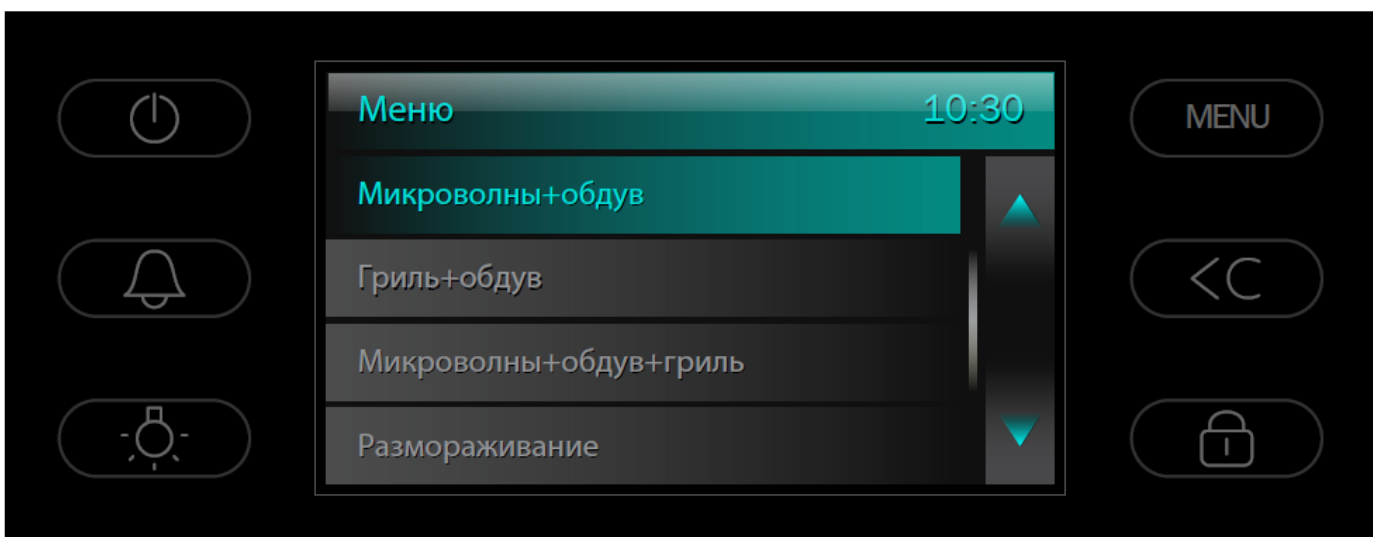 Меню 10:30
MENU
Микроволны+обдув
Гриль+обдув
<C
Микроволны+обдув+гриль
Размораживание